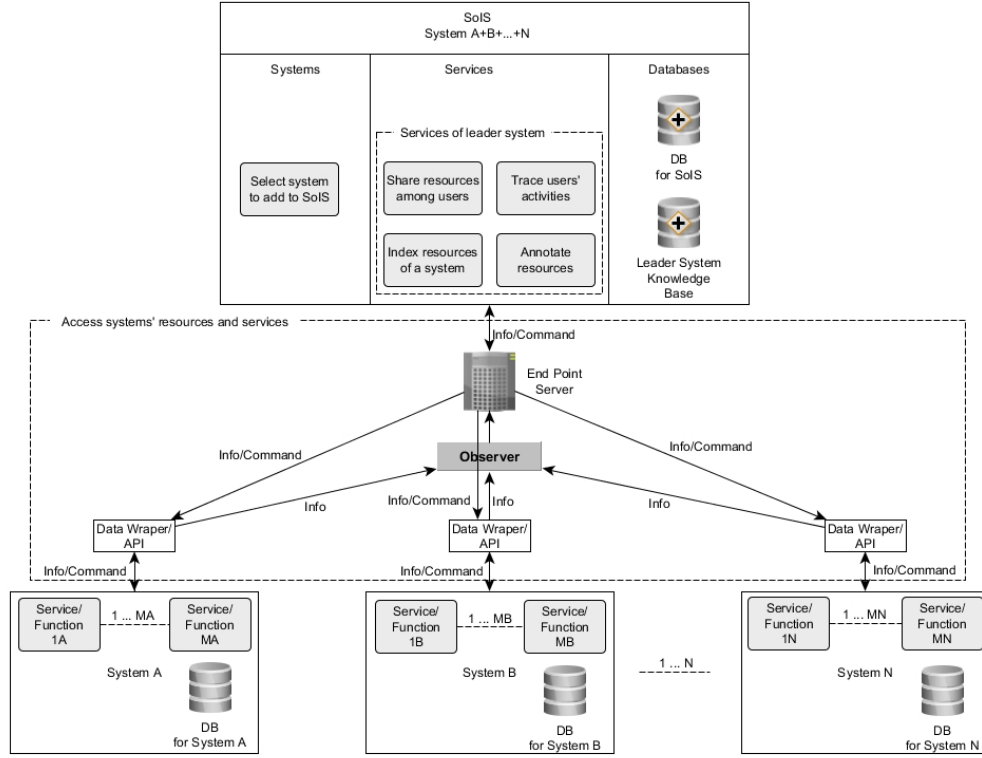 SoIS
System A+B+...+N
Systems
Services
Databases
Services of leader system
Select system
to add to SoIS
Share resources
among users
Trace users'
activities
Index resources
of a system
Annotate
resources
DB
for SoIS
Leader System
Knowledge
Base
Access systems' resources and services
Info/Command
End Point
Server
Info/Command
Info/Command
Observer
Info
Info/Command
Info
Info
Data Wraper/
API
Data Wraper/
API
Data Wraper/
API
Info/Command
Info/Command
Info/Command
Service/
Function
1A
1 ... MA
Service/
Function
MA
System A
DB
for System A
Service/
Function
1B
1 ... MB
Service/
Function
MB
System B
DB
for System B
1 ... N
Service/
Function
1N
1 ... MN
Service/
Function
MN
System N
DB
for System N